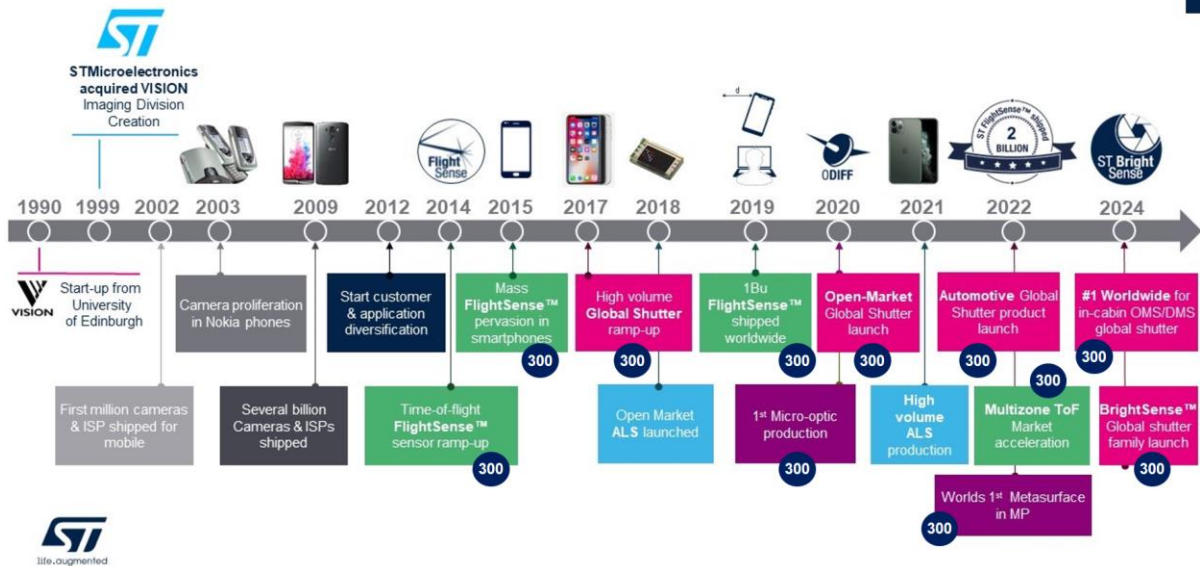 ST
STMicroelectronics
acquired VISION
Imaging Division
Creation
Flight
Sense
d
ODIFF
ST FlightSense™ shipped
2
BILLION
ST Bright
Sense
1990
1999
2002
2003
2009
2012
2014
2015
2017
2018
2019
2020
2021
2022
2024
VISION
Start-up from
University
of Edinburgh
Camera proliferation
in Nokia phones
Start customer
& application
diversification
Mass
FlightSense™
pervasion in
smartphones
300
High volume
Global Shutter
ramp-up
300
1Bu
FlightSense™
shipped
worldwide
300
Open-Market
Global Shutter
launch
300
Automotive Global
Shutter product
launch
300
#1 Worldwide for
in-cabin OMS/DMS
global shutter
300
First million cameras
& ISP shipped for
mobile
Several billion
Cameras & ISPs
shipped
Time-of-flight
FlightSense™
sensor ramp-up
300
Open Market
ALS launched
1st Micro-optic
production
300
High
volume
ALS
production
300
Multizone ToF
Market
acceleration
BrightSense™
Global shutter
family launch
300
Worlds 1st Metasurface
in MP
300
ST
life.augmented